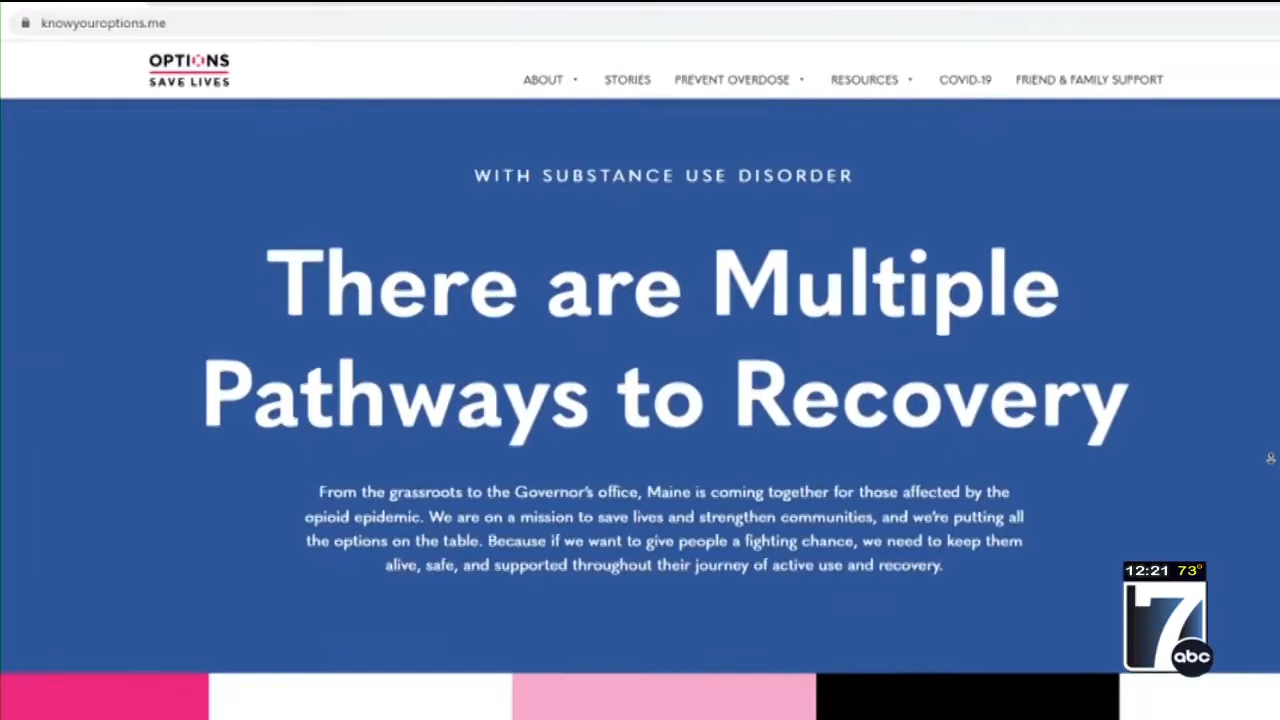 knowyouroptions.me
OPTIONS
SAVE LIVES
ABOUT STORIES PREVENT OVERDOSE RESOURCES COVID-19 FRIEND & FAMILY SUPPORT
WITH SUBSTANCE USE DISORDER
There are Multiple
Pathways to Recovery
From the grassroots to the Governor's office, Maine is coming together for those affected by the
opioid epidemic. We are on a mission to save lives and strengthen communities, and we're putting all
the options on the table. Because if we want to give people a fighting chance, we need to keep them
alive, safe, and supported throughout their journey of active use and recovery.
12:21 73°
7
abc